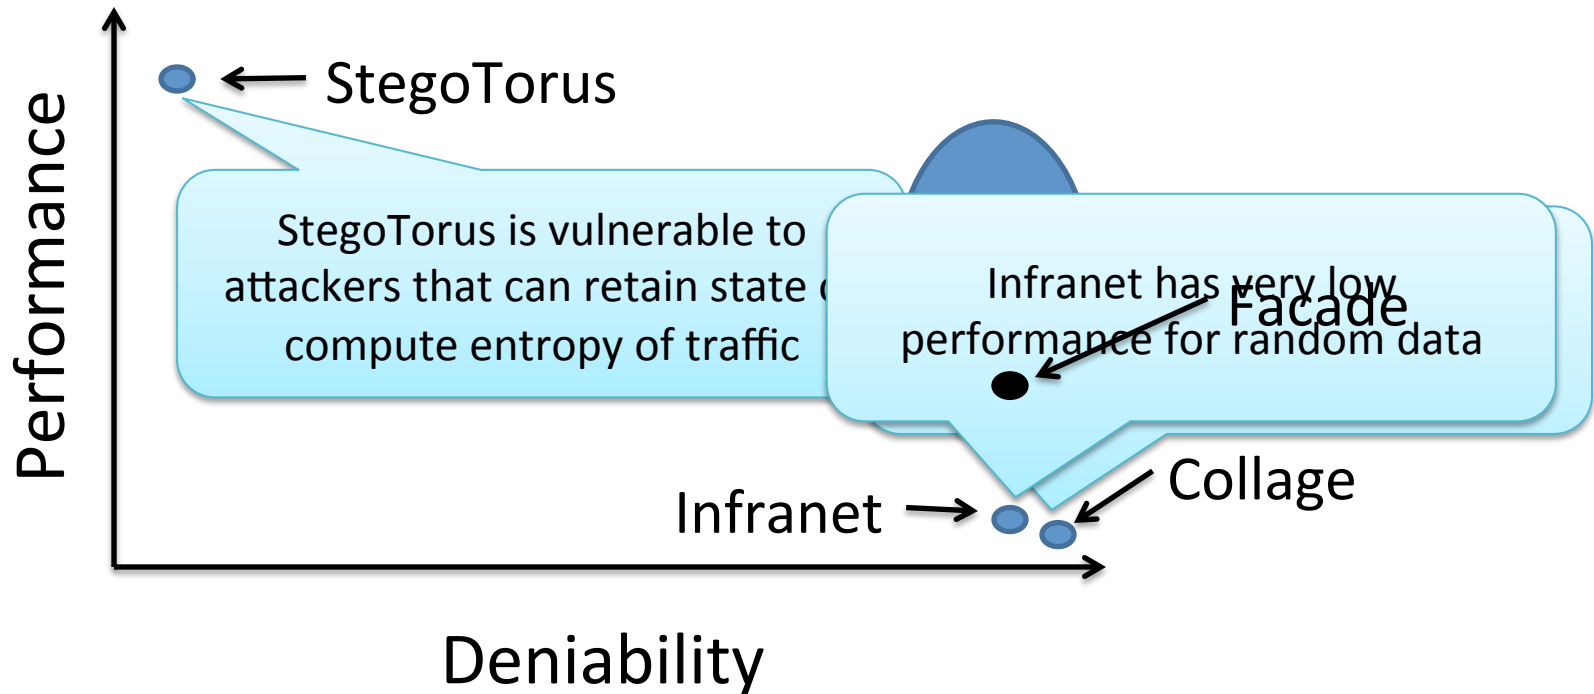 StegoTorus
Performance
StegoTorus is vulnerable to
attackers that can retain state
compute entropy of traffic
Infranet has very low
performance for random data
Facade
Collage
Infranet
Deniability